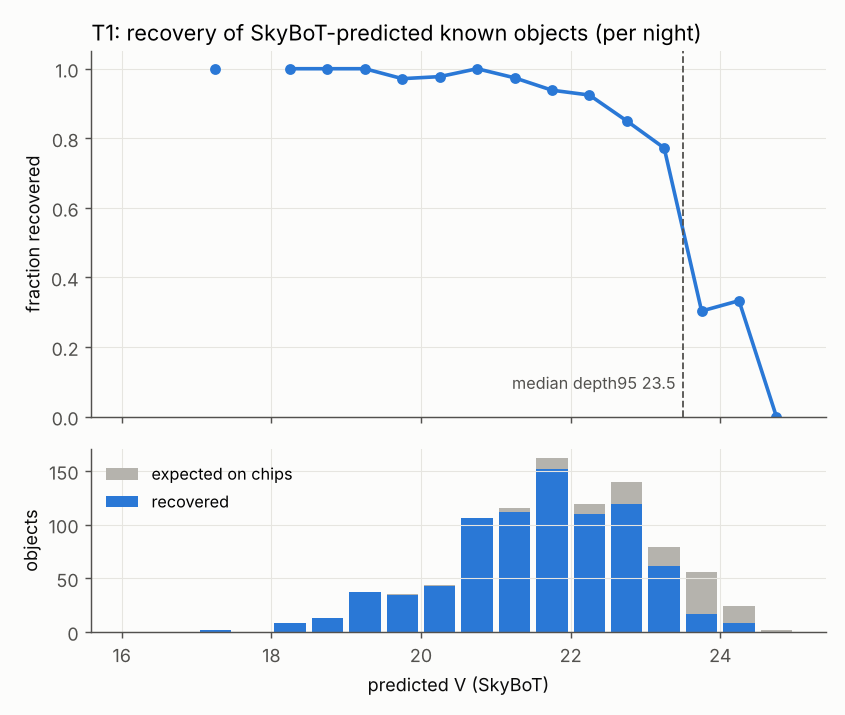 T1: recovery of SkyBoT-predicted known objects (per night)
1.0
0.8
0.6
0.4
0.2
0.0
fraction recovered
median depth95 23.5
expected on chips
recovered
150
100
50
0
objects
16 18 20 22 24
predicted V (SkyBoT)